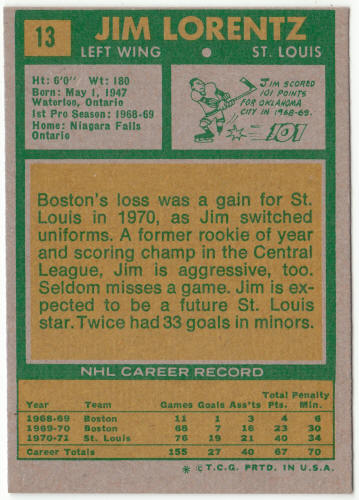 13
JIM LORENTZ
LEFT WING
ST. LOUIS
Ht: 6'0" Wt: 180
Born: May 1, 1947
Waterloo, Ontario
1st Pro Season: 1968-69
Home: Niagara Falls
Ontario
JIM SCORED
101 POINTS
FOR OKLAHOMA
CITY IN 1968-69.
101
Boston's loss was a gain for St.
Louis in 1970, as Jim switched
uniforms. A former rookie of year
and scoring champ in the Central
League, Jim is aggressive, too.
Seldom misses a game. Jim is ex-
pected to be a future St. Louis
star. Twice had 33 goals in minors.
NHL CAREER RECORD
Total Penalty
Year Team Games Goals Ass'ts Pts. Min.
1968-69 Boston 11 1 3 4 6
1969-70 Boston 68 7 16 23 30
1970-71 St. Louis 76 19 21 40 34
Career Totals 155 27 40 67 70
* © T.C.G. PRTD. IN U.S.A.